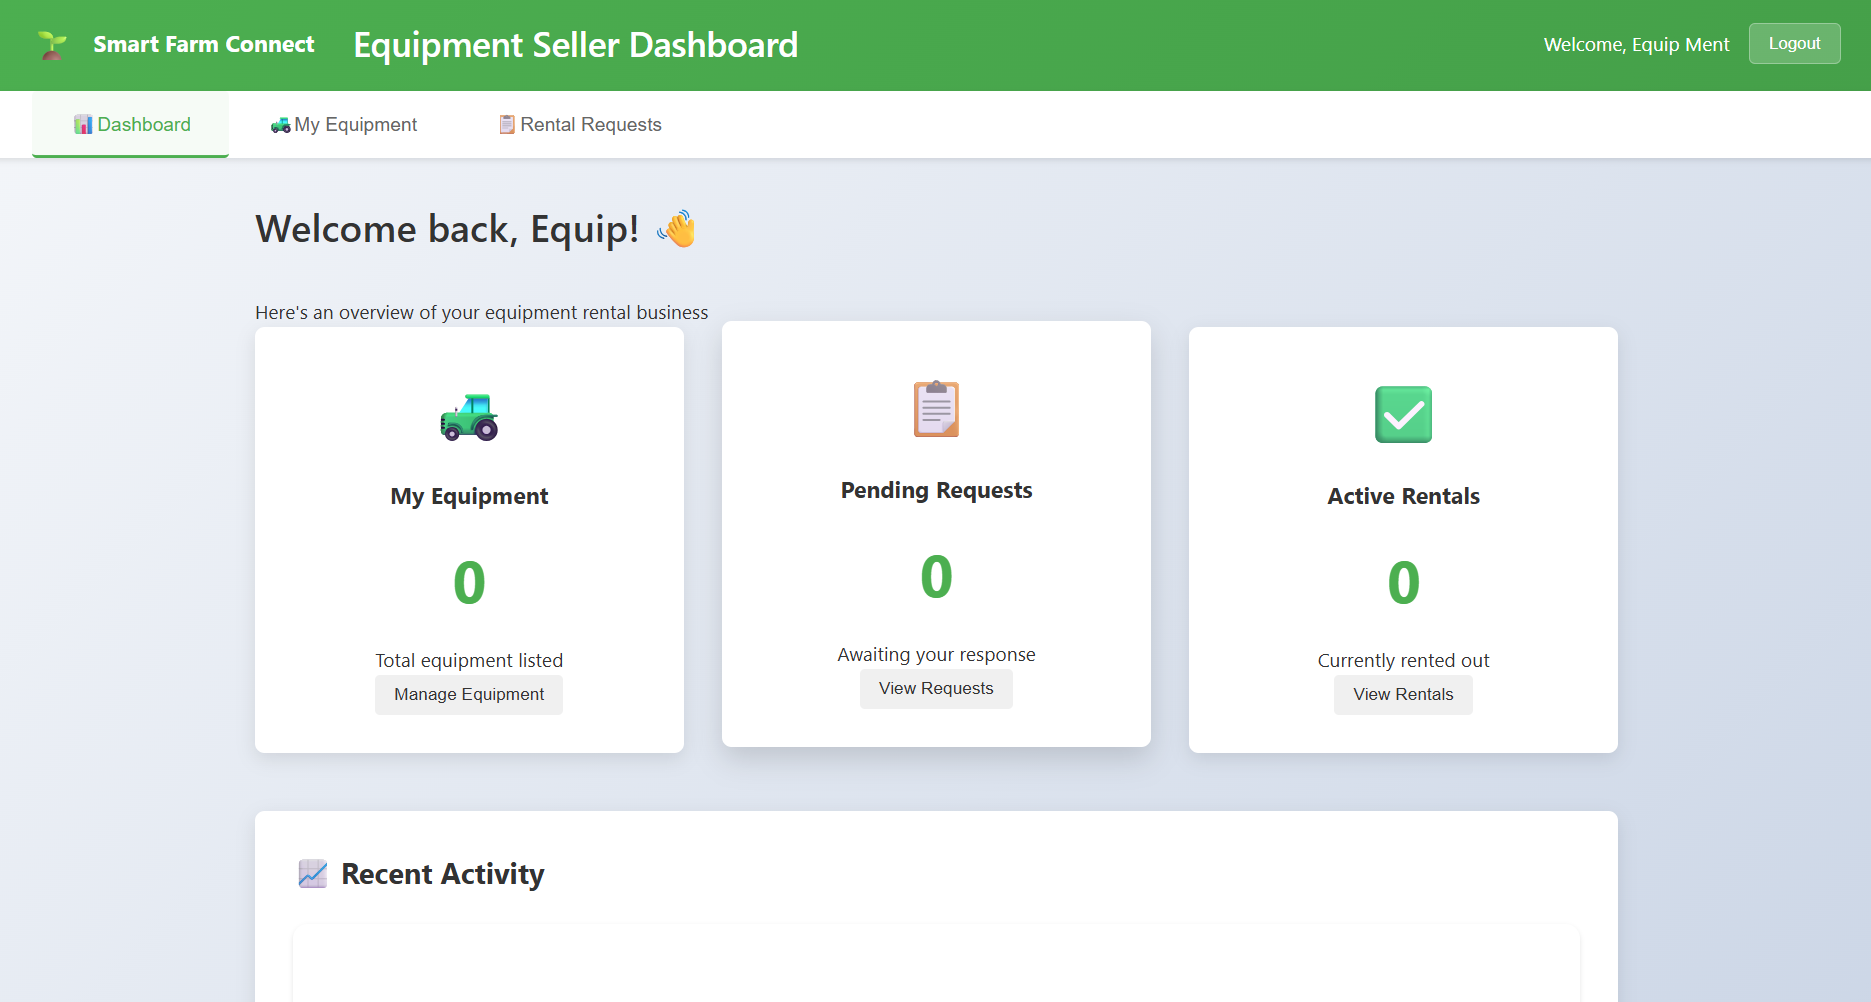 Smart Farm Connect
Equipment Seller Dashboard
Welcome, Equip Ment
Logout
Dashboard
My Equipment
Rental Requests
Welcome back, Equip!
Here's an overview of your equipment rental business
My Equipment
0
Total equipment listed
Manage Equipment
Pending Requests
0
Awaiting your response
View Requests
Active Rentals
0
Currently rented out
View Rentals
Recent Activity